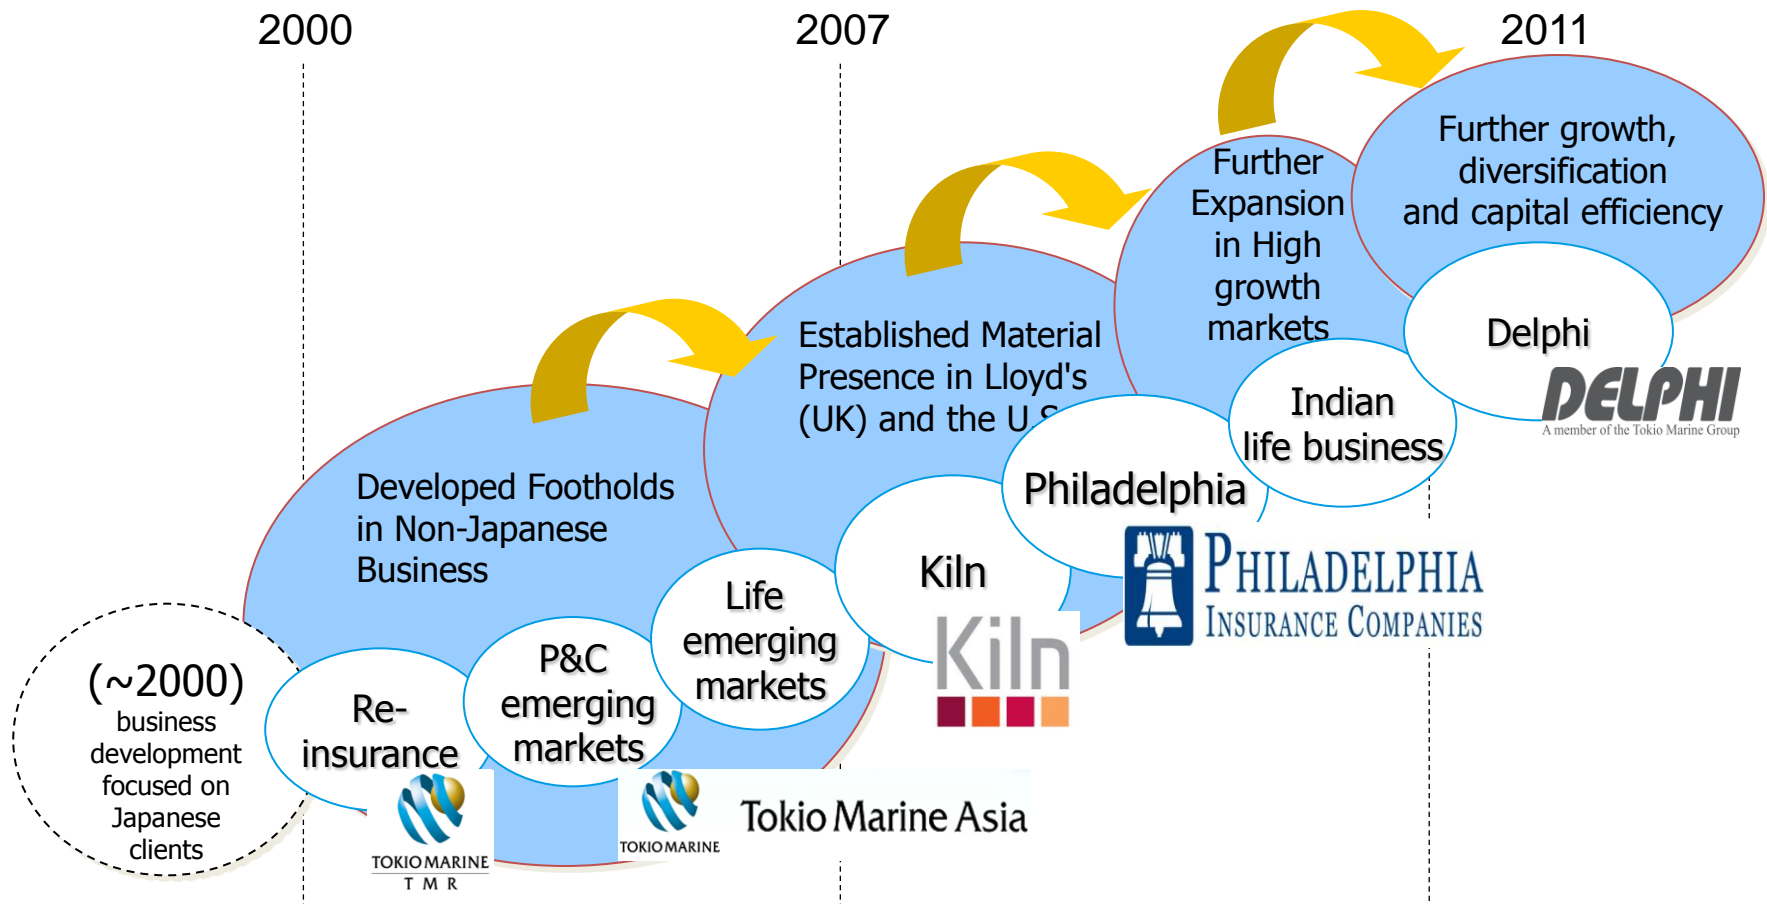 2000
2007
2011
Further growth,
diversification
and capital efficiency
Further
Expansion
in High
growth
markets
Established Material
Presence in Lloyd's
(UK) and the U.S
Developed Footholds
in Non-Japanese
Business
(~2000)
business
development
focused on
Japanese
clients
Re-
insurance
P&C
emerging
markets
Life
emerging
markets
Kiln
Philadelphia
Indian
life business
Delphi
DELPHI
A member of the Tokio Marine Group
PHILADELPHIA
INSURANCE COMPANIES
Kiln
TOKIO MARINE
TMR
TOKIO MARINE
Tokio Marine Asia